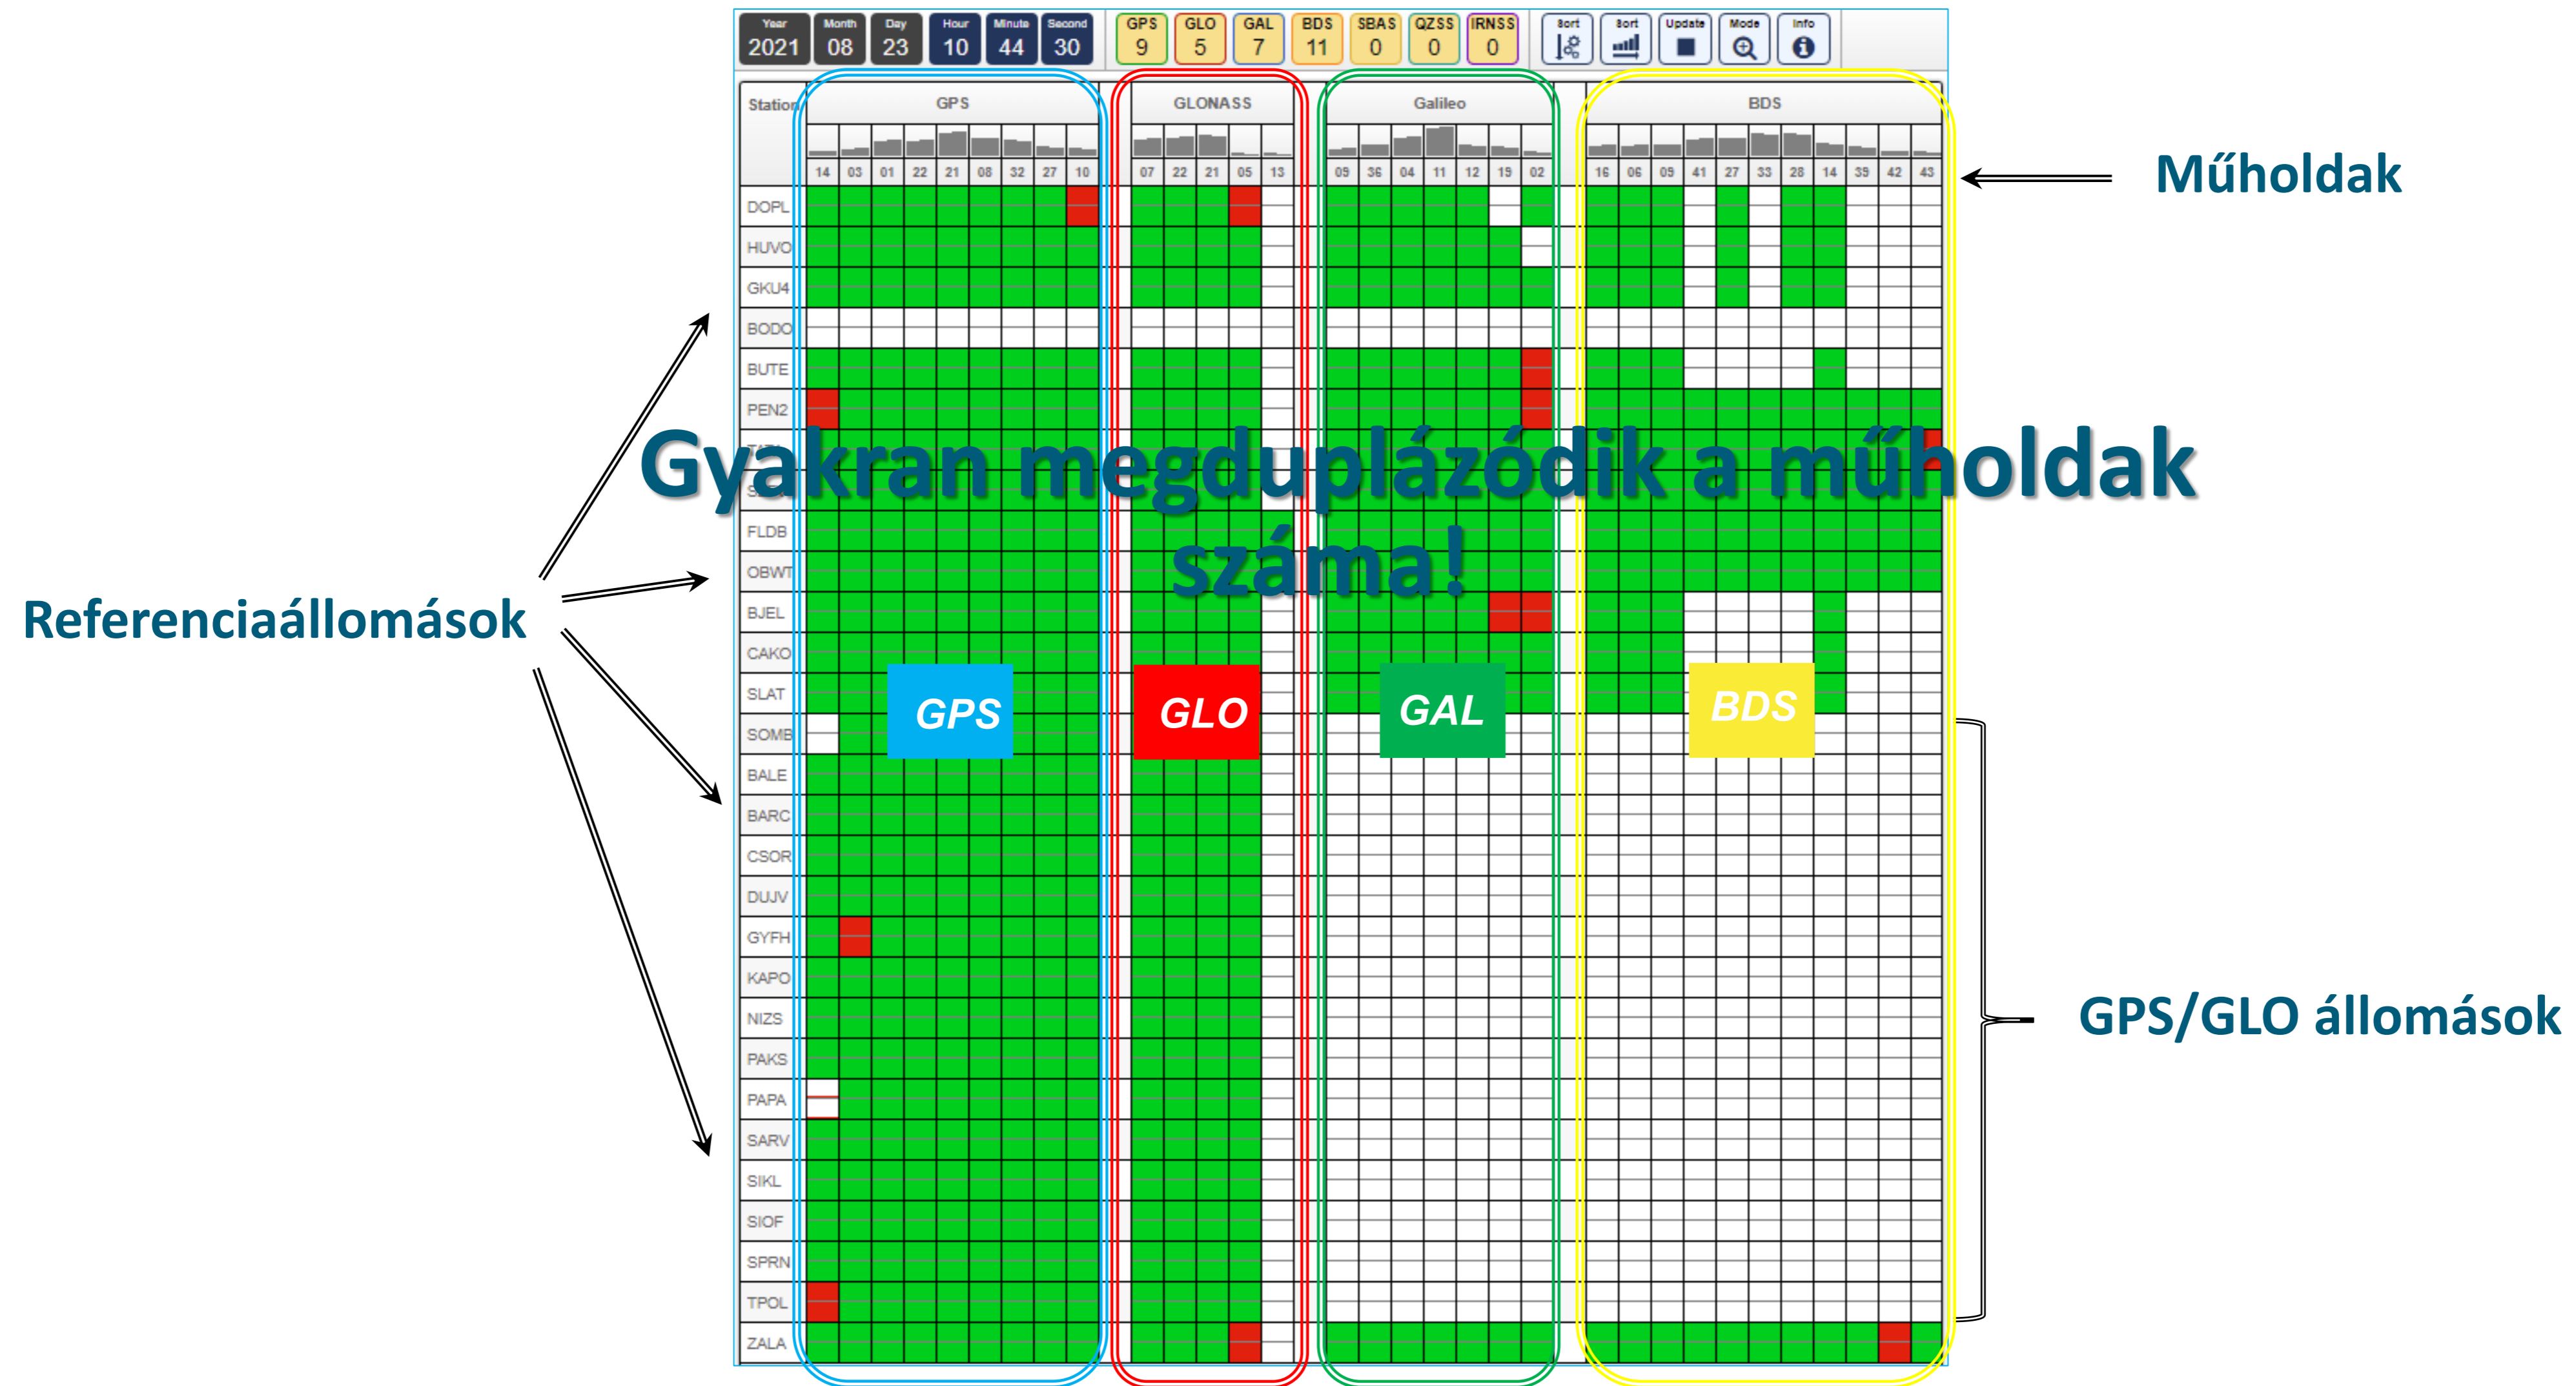 Year Month Day Hour Minute Second GPS GLO GAL BDS SBAS QZSS IRNSS Sort Sort Update Mode Info
2021 08 23 10 44 30 9 5 7 11 0 0 0
Station GPS GLONASS Galileo BDS
14 03 01 22 21 08 32 27 10 07 22 21 05 13 09 36 04 11 12 19 02 16 06 09 41 27 33 28 14 39 42 43
Műholdak
DOPL
HUVO
GKU4
BODO
BUTE
PEN2
Gyakran megduplázódik a műholdak
száma!
FLDB
OBWT
Referenciaállomások
BJEL
CAKO
SLAT
GPS GLO GAL BDS
SOMB
BALE
BARC
CSOR
DUJV
GYFH
KAPO
NIZS
GPS/GLO állomások
PAKS
PAPA
SARV
SIKL
SIOF
SPRN
TPOL
ZALA